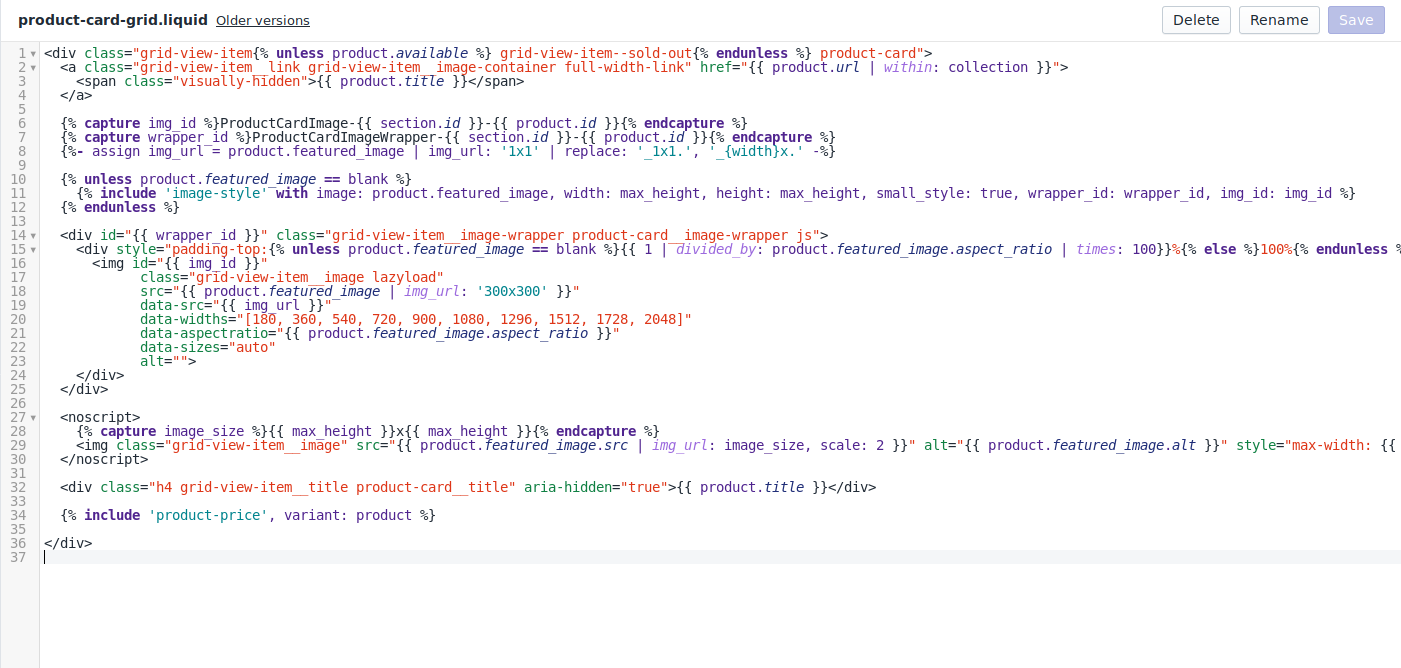 product-card-grid.liquid Older versions Delete Rename Save
1 <div class="grid-view-item{% unless product.available %} grid-view-item--sold-out{% endunless %} product-card">
2 <a class="grid-view-item__link grid-view-item__image-container full-width-link" href="{{ product.url | within: collection }}">
3 <span class="visually-hidden">{{ product.title }}</span>
4 </a>
5
6 {% capture img_id %}ProductCardImage-{{ section.id }}-{{ product.id }}{% endcapture %}
7 {% capture wrapper_id %}ProductCardImageWrapper-{{ section.id }}-{{ product.id }}{% endcapture %}
8 {%- assign img_url = product.featured_image | img_url: '1x1' | replace: '_1x1.', '_{width}x.' -%}
9
10 {% unless product.featured_image == blank %}
11 {% include 'image-style' with image: product.featured_image, width: max_height, height: max_height, small_style: true, wrapper_id: wrapper_id, img_id: img_id %}
12 {% endunless %}
13
14 <div id="{{ wrapper_id }}" class="grid-view-item__image-wrapper product-card__image-wrapper js">
15 <div style="padding-top:{% unless product.featured_image == blank %}{{ 1 | divided_by: product.featured_image.aspect_ratio | times: 100}}%{% else %}100%{% endunless %
16 <img id="{{ img_id }}"
17 class="grid-view-item__image lazyload"
18 src="{{ product.featured_image | img_url: '300x300' }}"
19 data-src="{{ img_url }}"
20 data-widths="[180, 360, 540, 720, 900, 1080, 1296, 1512, 1728, 2048]"
21 data-aspectratio="{{ product.featured_image.aspect_ratio }}"
22 data-sizes="auto"
23 alt="">
24 </div>
25 </div>
26
27 <noscript>
28 {% capture image_size %}{{ max_height }}x{{ max_height }}{% endcapture %}
29 <img class="grid-view-item__image" src="{{ product.featured_image.src | img_url: image_size, scale: 2 }}" alt="{{ product.featured_image.alt }}" style="max-width: {{
30 </noscript>
31
32 <div class="h4 grid-view-item__title product-card__title" aria-hidden="true">{{ product.title }}</div>
33
34 {% include 'product-price', variant: product %}
35
36 </div>
37